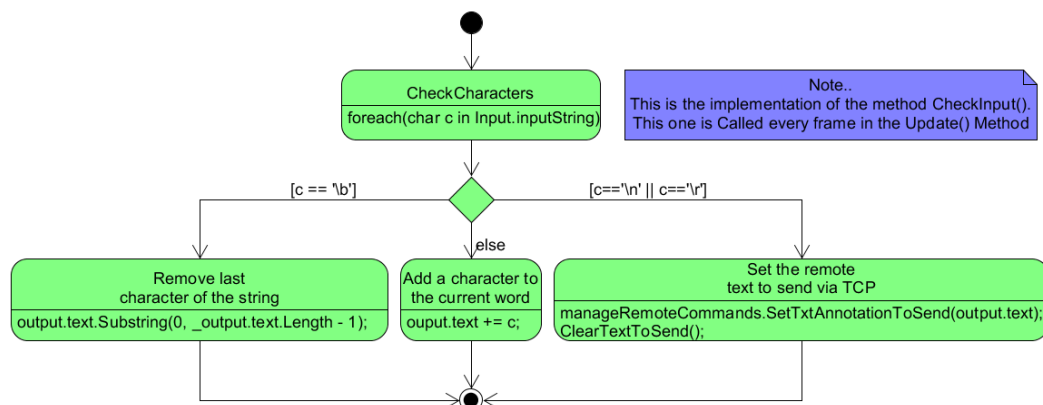 CheckCharacters
foreach(char c in Input.inputString)
Note..
This is the implementation of the method CheckInput().
This one is Called every frame in the Update() Method
[c == '\b']
[c=='\n' || c=='\r']
else
Remove last
character of the string
output.text.Substring(0, _output.text.Length - 1);
Add a character to
the current word
ouput.text += c;
Set the remote
text to send via TCP
manageRemoteCommands.SetTxtAnnotationToSend(output.text);
ClearTextToSend();